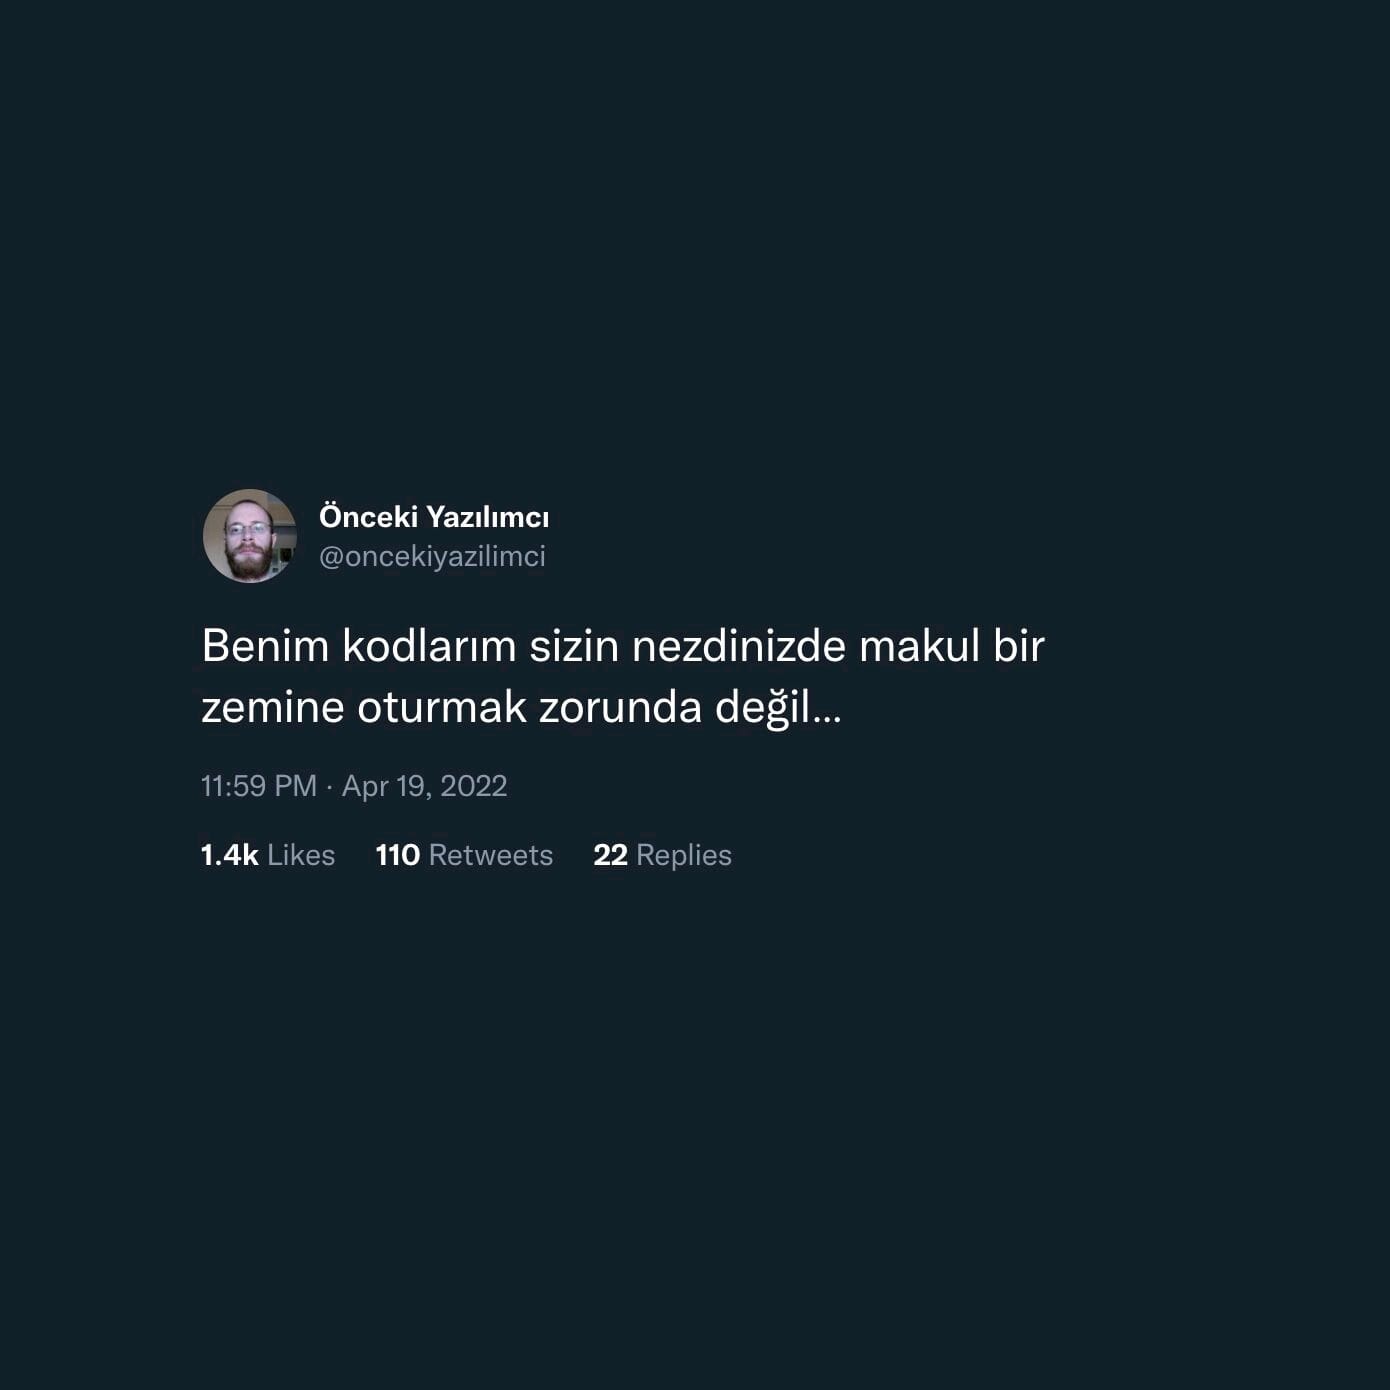 Önceki Yazılımcı
@oncekiyazilimci
Benim kodlarım sizin nezdinizde makul bir
zemine oturmak zorunda değil...
11:59 PM · Apr 19, 2022
1.4k Likes 110 Retweets 22 Replies